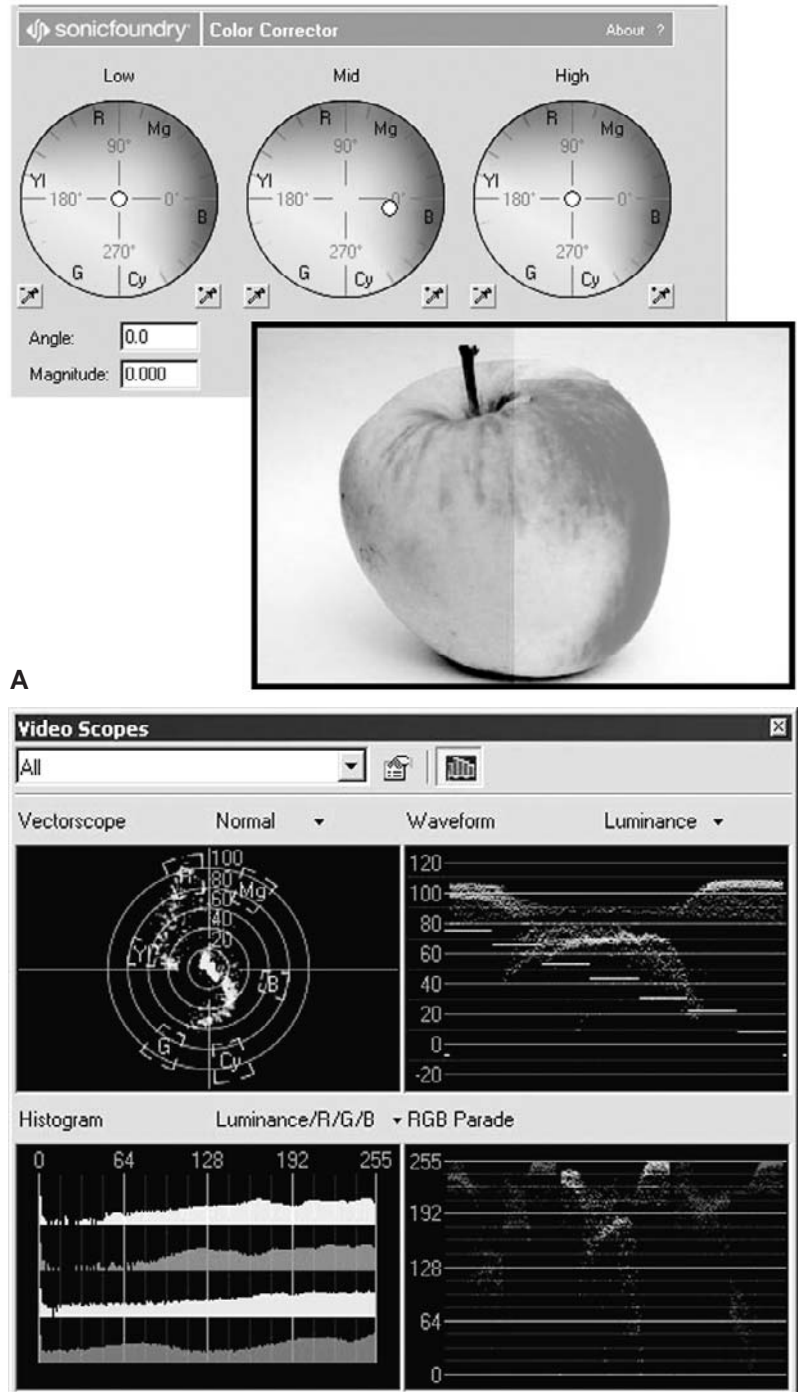 sonicfoundry Color Corrector About ?
Low Mid High
R Mg 90° Yl 180° 0° B 270° G Cy
R Mg 90° Yl 180° 0° B 270° G Cy
R Mg 90° Yl 180° 0° B 270° G Cy
Angle: 0.0
Magnitude: 0.000
A
Video Scopes
All
Vectorscope Normal Waveform Luminance
100
80
60
40
20
R
Mg
Yl
B
G
Cy
120
100
80
60
40
20
0
-20
Histogram Luminance/R/G/B RGB Parade
0 64 128 192 255
255
192
128
64
0